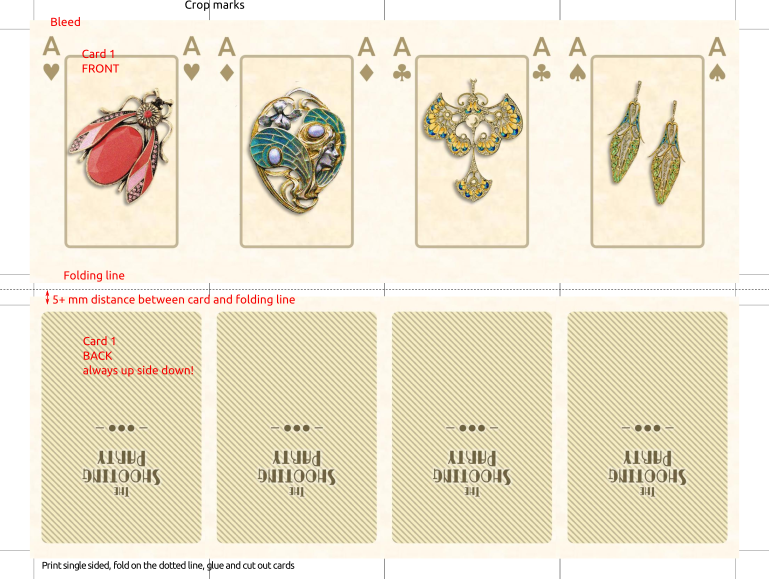 Crop marks
Bleed
A A A A A A A A
Card 1
FRONT
Folding line
5+ mm distance between card and folding line
Card 1
BACK
always up side down!
THE
SHOOTING
PARTY
THE
SHOOTING
PARTY
THE
SHOOTING
PARTY
THE
SHOOTING
PARTY
Print single sided, fold on the dotted line, glue and cut out cards